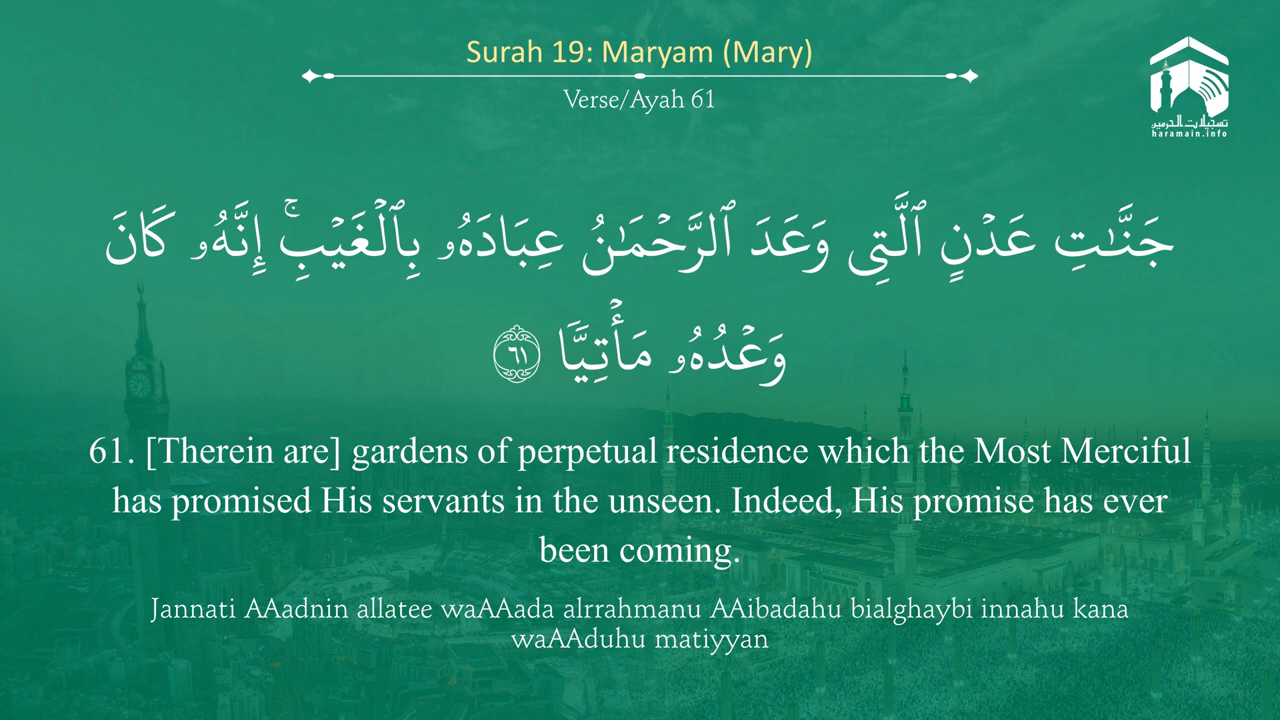 Surah 19: Maryam (Mary)
Verse/Ayah 61
تسجيلات الحرمين
haramain.info
جَنَّـٰتِ عَدْنٍ ٱلَّتِى وَعَدَ ٱلرَّحْمَـٰنُ عِبَادَهُۥ بِٱلْغَيْبِ ۚ إِنَّهُۥ كَانَ
وَعْدُهُۥ مَأْتِيًّا ٦١
61. [Therein are] gardens of perpetual residence which the Most Merciful
has promised His servants in the unseen. Indeed, His promise has ever
been coming.
Jannati AAadnin allatee waAAada alrrahmanu AAibadahu bialghaybi innahu kana
waAAduhu matiyyan